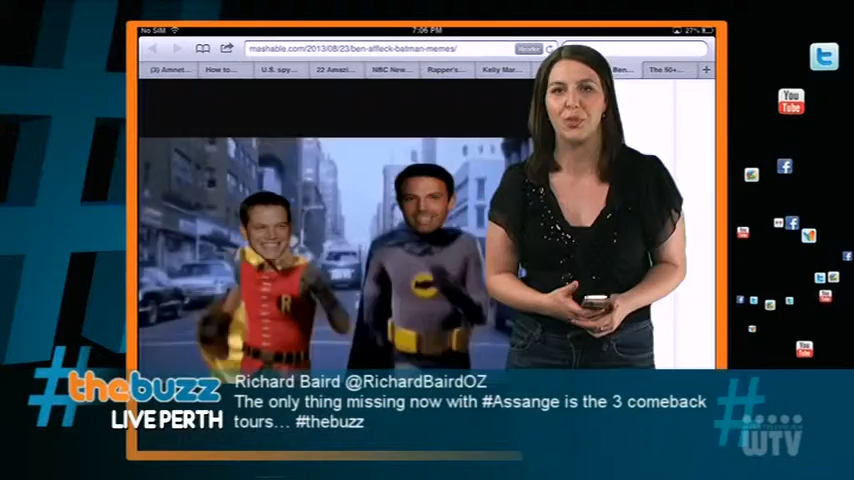 No SIM
7:06 PM
27%
mashable.com/2013/08/23/ben-affleck-batman-memes/
Reader
(3) Amnet...
How to...
U.S. spy...
22 Amazi...
NBC New...
Rapper's...
Kelly Mar...
Ben...
The 50+...
You
Tube
R
#thebuzz
LIVE PERTH
Richard Baird @RichardBairdOZ
The only thing missing now with #Assange is the 3 comeback
tours... #thebuzz
#
WTV